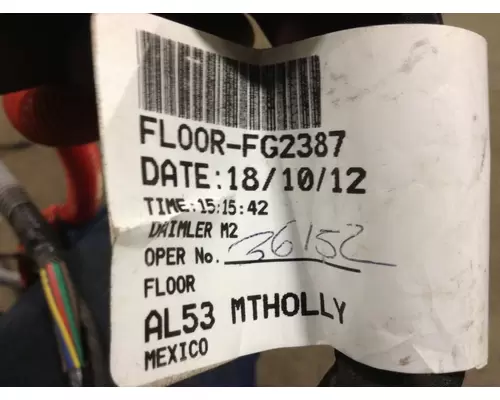 FLOOR-FG2387
DATE:18/10/12
TIME:15:15:42
DAIMLER M2
OPER No. 36152
FLOOR
AL53 MTHOLLY
MEXICO